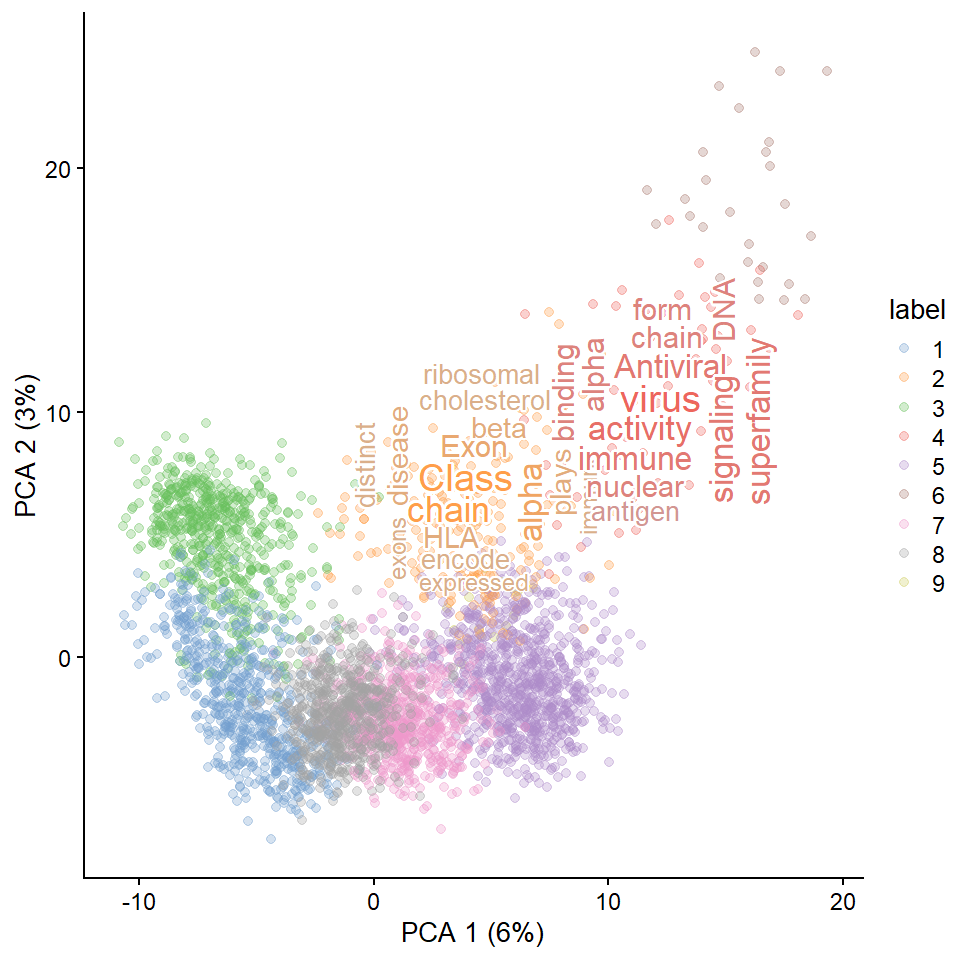 PCA 2 (3%)
20
10
0
-10
0
10
20
PCA 1 (6%)
label
1
2
3
4
5
6
7
8
9
form
DNA
chain
Antiviral
virus
activity
immune
nuclear
antigen
binding
alpha
signaling
superfamily
plays
ribosomal
cholesterol
beta
Exon
Class
chain
HLA
encode
expressed
distinct
disease
exons
alpha